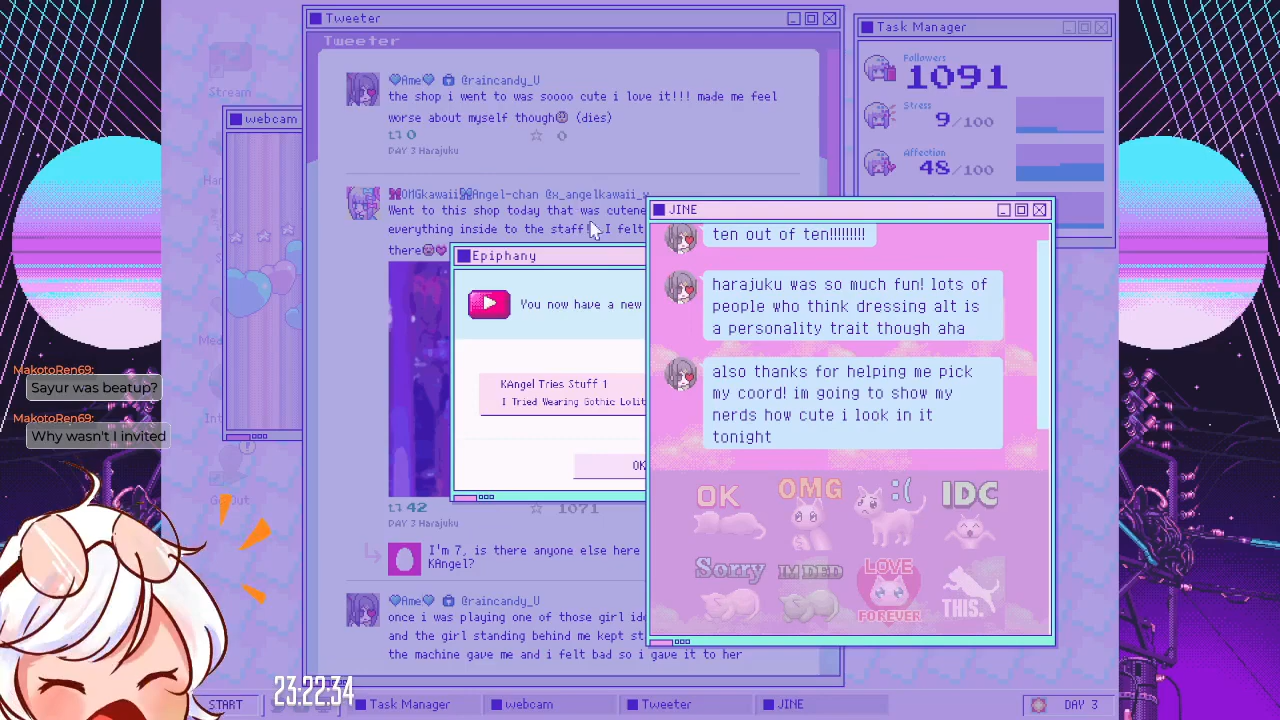 Tweeter
Tweeter
Ame @raincandy_U
the shop i went to was soooo cute i love it!!! made me feel
worse about myself though (dies)
0
0
DAY 3 Harajuku
OMGkawaii Angel-chan @x_angelkawaii_x
Went to this shop today that was
everything inside to the staff! I felt
there
42
1071
DAY 3 Harajuku
I'm 7, is there anyone else here
KAngel?
Ame @raincandy_U
once i was playing one of those girl
and the girl standing behind me kept
the machine gave me and i felt bad so i gave it to her
Stream
webcam
Epiphany
You now have a new
KAngel Tries Stuff 1
I Tried Wearing Gothic
Task Manager
Followers
1091
Stress
9/100
Affection
48/100
JINE
ten out of ten!!!!!!!!!
harajuku was so much fun! lots of
people who think dressing alt is
a personality trait though aha
also thanks for helping me pick
my coord! im going to show my
nerds how cute i look in it
tonight
OK
OMG
:(
IDC
Sorry
IM DED
LOVE
FOREVER
THIS.
MakotoRen69:
Sayur was beatup?
MakotoRen69:
Why wasn't I invited
23:22:34
START
Task Manager
webcam
Tweeter
JINE
DAY 3